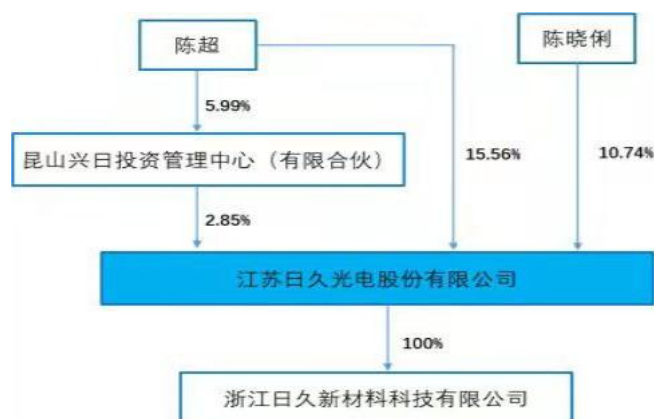 陈超
陈晓俐
5.99%
昆山兴日投资管理中心（有限合伙）
15.56%
10.74%
2.85%
江苏日久光电股份有限公司
100%
浙江日久新材料科技有限公司